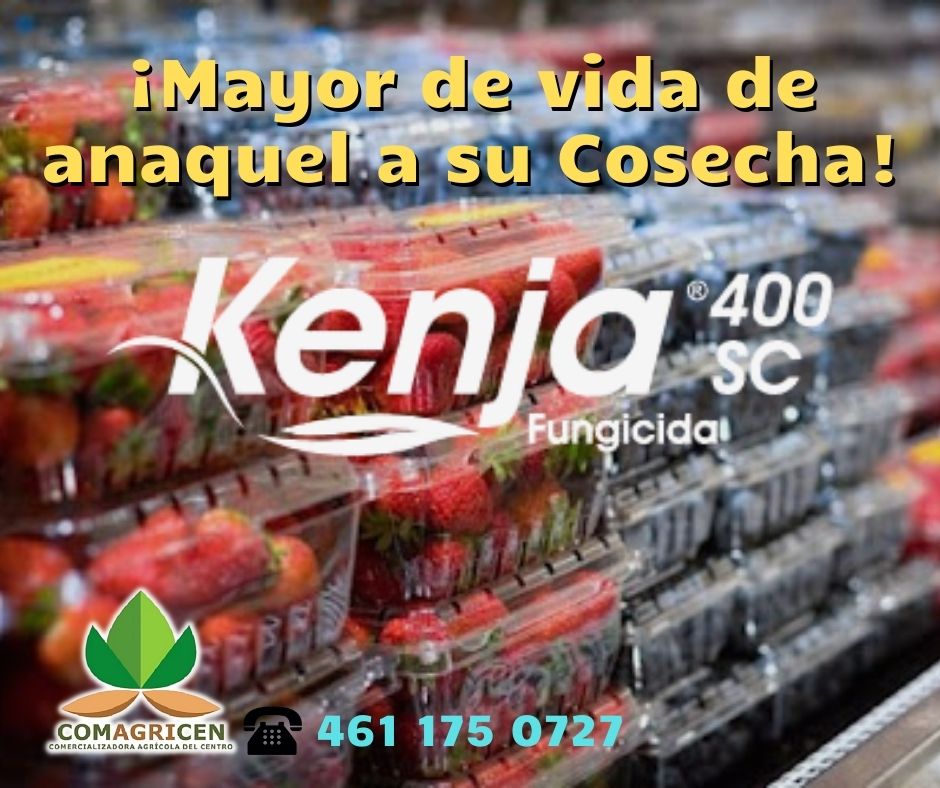 ¡Mayor de vida de
anaquel a su Cosecha!
Kenja® 400
SC
Fungicida
COMAGRICEN
COMERCIALIZADORA AGRÍCOLA DEL CENTRO
461 175 0727